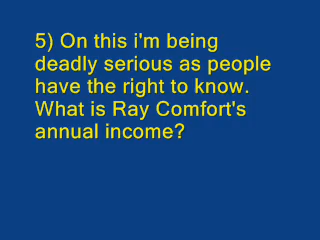 5) On this i'm being
deadly serious as people
have the right to know.
What is Ray Comfort's
annual income?